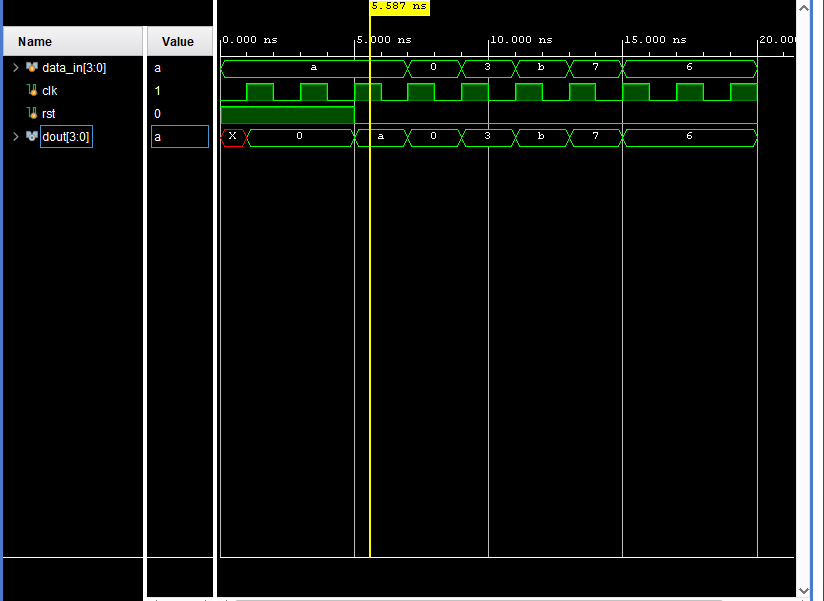 5.587 ns
Name Value
0.000 ns 5.000 ns 10.000 ns 15.000 ns 20.000
data_in[3:0] a a 0 3 b 7 6
clk 1
rst 0
dout[3:0] a X 0 a 0 3 b 7 6